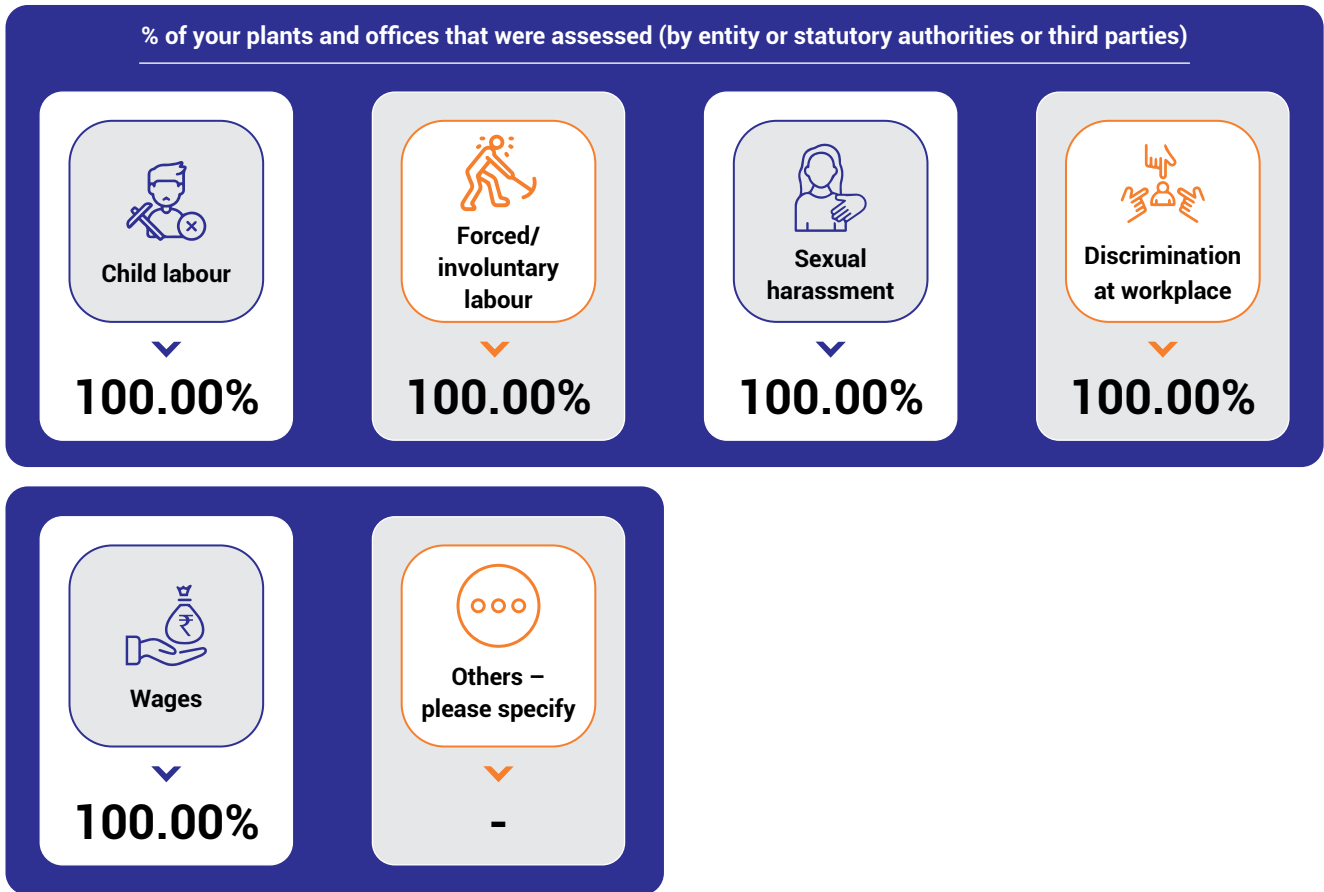 % of your plants and offices that were assessed (by entity or statutory authorities or third parties)
Child labour
100.00%
Forced/
involuntary
labour
100.00%
Sexual
harassment
100.00%
Discrimination
at workplace
100.00%
₹
Wages
100.00%
Others –
please specify
-